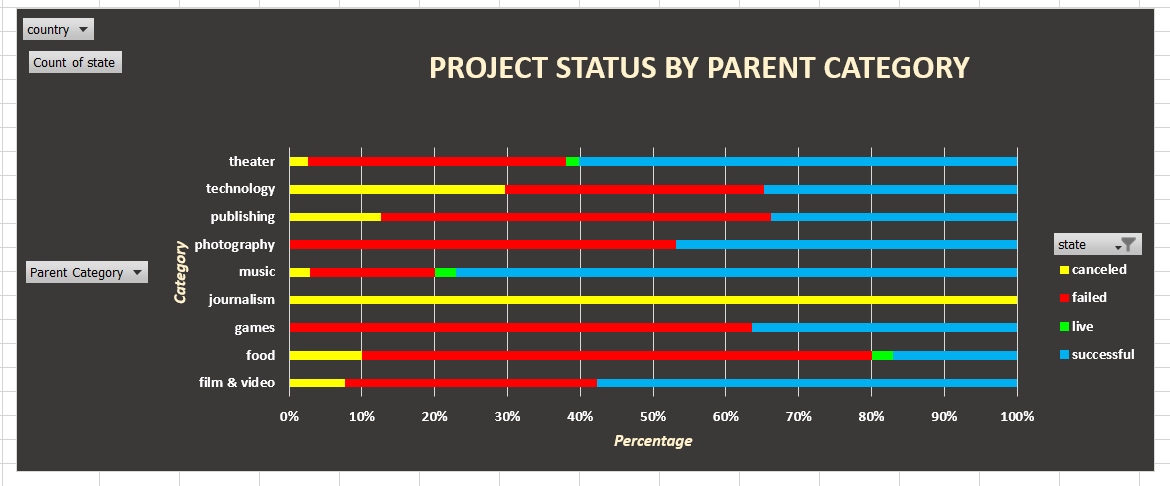 country
Count of state
PROJECT STATUS BY PARENT CATEGORY
theater
technology
publishing
photography
music
journalism
games
food
film & video
Category
Parent Category
0% 10% 20% 30% 40% 50% 60% 70% 80% 90% 100%
Percentage
state
canceled
failed
live
successful